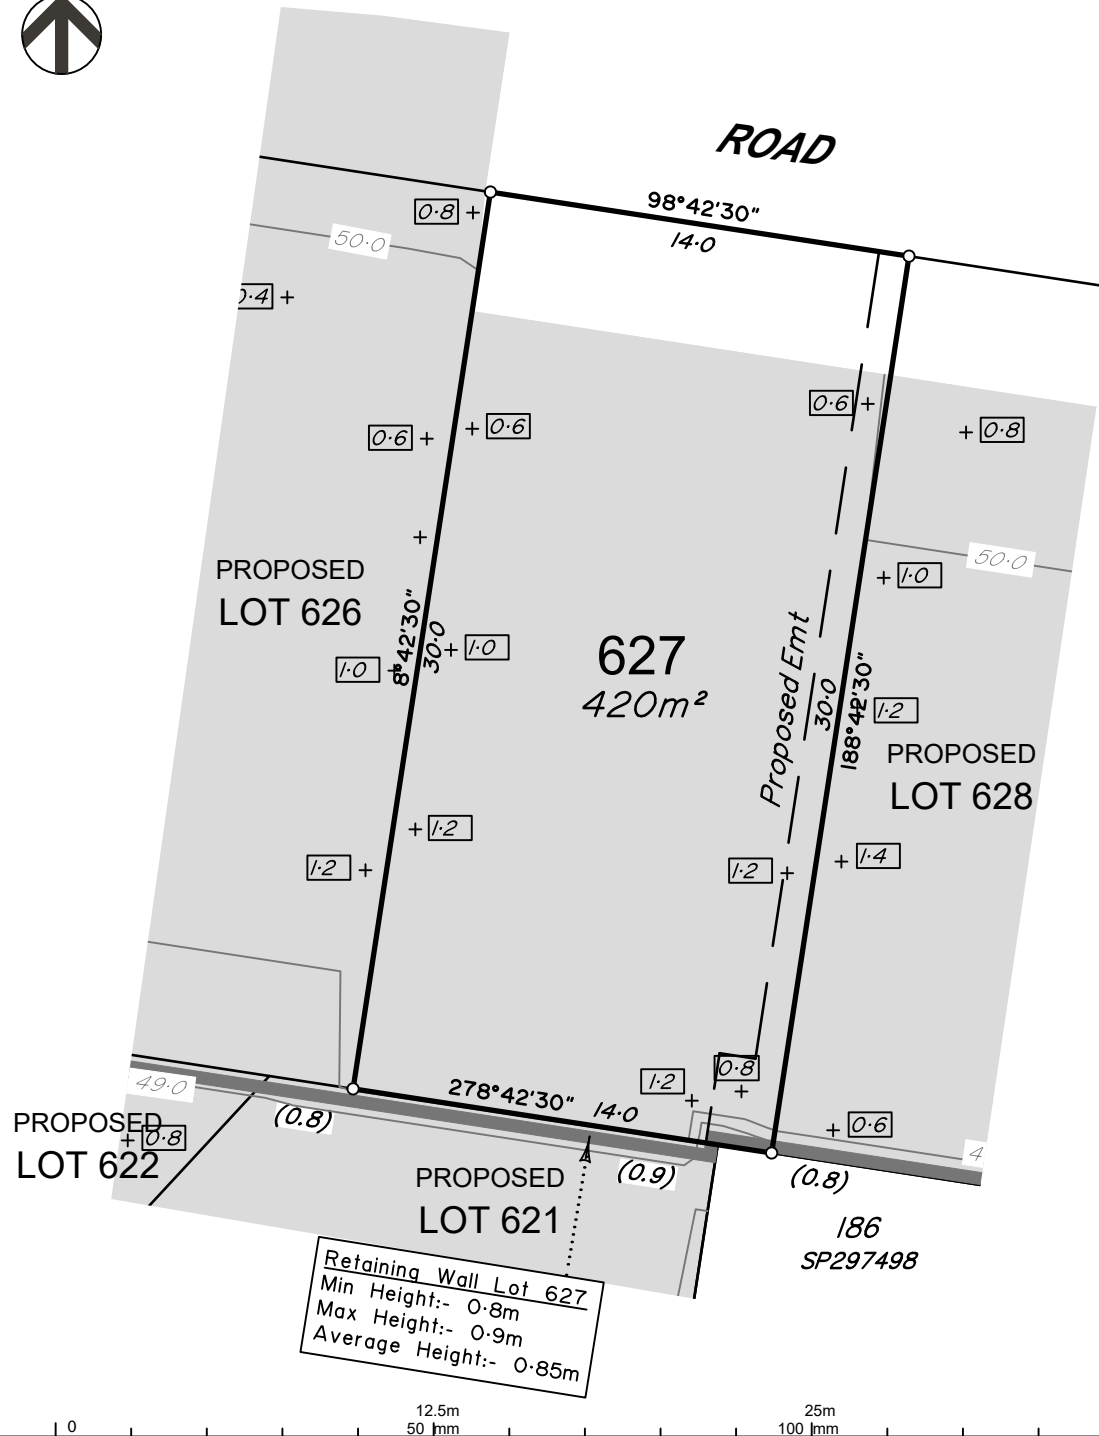 ROAD
98°42'30"
14·0
0·8
50·0
0·4
0·6
0·6
0·6
0·8
50·0
1·0
PROPOSED
LOT 626
8°42'30"
30·0
1·0
1·0
627
420m²
Proposed Emt
30·0
188°42'30"
1·2
PROPOSED
LOT 628
1·2
1·2
1·2
1·4
49·0
278°42'30"
14·0
1·2
0·8
0·6
4
(0.8)
(0.9)
(0.8)
PROPOSED
LOT 622
0·8
PROPOSED
LOT 621
186
SP297498
Retaining Wall Lot 627
Min Height:- 0·8m
Max Height:- 0·9m
Average Height:- 0·85m
0
12.5m
50 mm
25m
100 mm